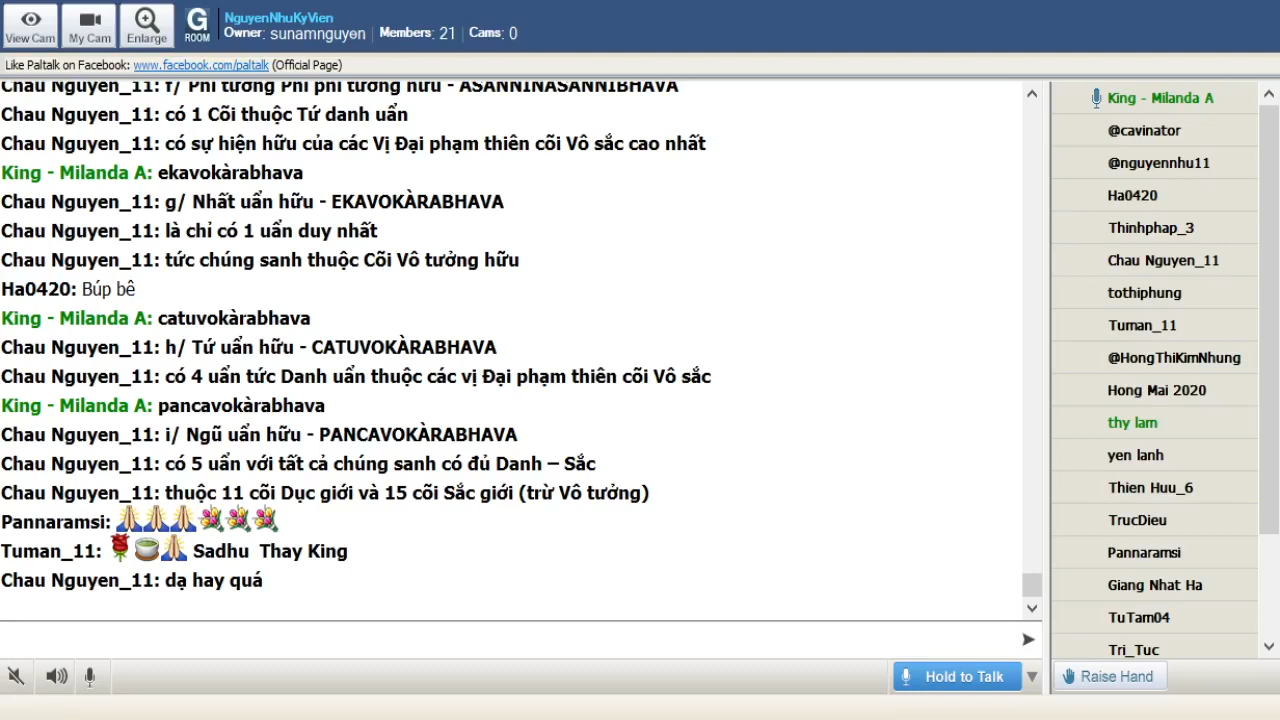 View Cam
My Cam
Enlarge
G
ROOM
NguyenNhuKyVien
Owner: sunamnguyen | Members: 21 | Cams: 0
Like Paltalk on Facebook: www.facebook.com/paltalk (Official Page)
Chau Nguyen_11: f/ Phi tưởng Phi phi tưởng hữu - ASANNINASANNIBHAVA
Chau Nguyen_11: có 1 Cõi thuộc Tứ danh uẩn
Chau Nguyen_11: có sự hiện hữu của các Vị Đại phạm thiên cõi Vô sắc cao nhất
King - Milanda A: ekavokàrabhava
Chau Nguyen_11: g/ Nhất uẩn hữu - EKAVOKÀRABHAVA
Chau Nguyen_11: là chỉ có 1 uẩn duy nhất
Chau Nguyen_11: tức chúng sanh thuộc Cõi Vô tưởng hữu
Ha0420: Búp bê
King - Milanda A: catuvokàrabhava
Chau Nguyen_11: h/ Tứ uẩn hữu - CATUVOKÀRABHAVA
Chau Nguyen_11: có 4 uẩn tức Danh uẩn thuộc các vị Đại phạm thiên cõi Vô sắc
King - Milanda A: pancavokàrabhava
Chau Nguyen_11: i/ Ngũ uẩn hữu - PANCAVOKÀRABHAVA
Chau Nguyen_11: có 5 uẩn với tất cả chúng sanh có đủ Danh – Sắc
Chau Nguyen_11: thuộc 11 cõi Dục giới và 15 cõi Sắc giới (trừ Vô tưởng)
Pannaramsi:
Tuman_11: Sadhu Thay King
Chau Nguyen_11: dạ hay quá
King - Milanda A
@cavinator
@nguyennhu11
Ha0420
Thinhphap_3
Chau Nguyen_11
tothiphung
Tuman_11
@HongThiKimNhung
Hong Mai 2020
thy lam
yen lanh
Thien Huu_6
TrucDieu
Pannaramsi
Giang Nhat Ha
TuTam04
Tri_Tuc
Hold to Talk
Raise Hand